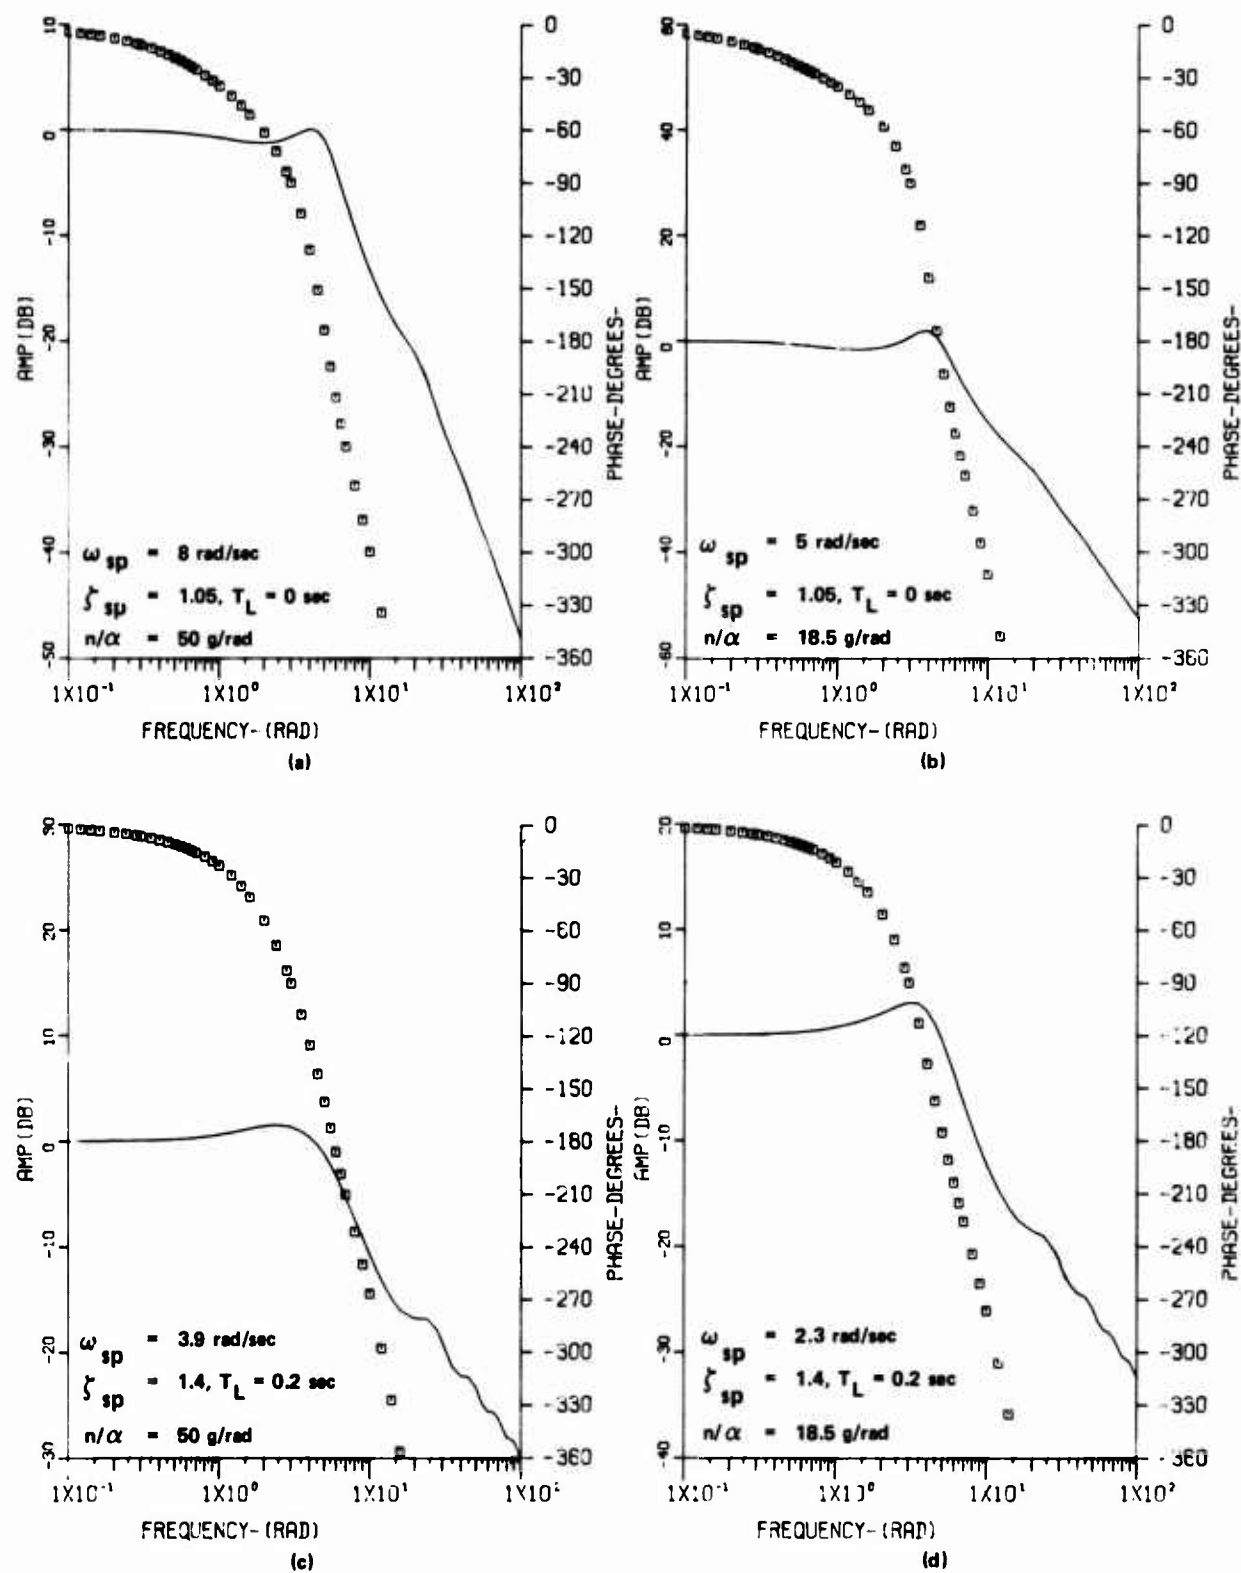 10
0
-10
-20
-30
-40
-50
AMP(DB)
0
-30
-60
-90
-120
-150
-180
-210
-240
-270
-300
-330
-360
PHASE-DEGREES-
ω sp = 8 rad/sec
ζ sp = 1.05, T L = 0 sec
n/α = 50 g/rad
1X10⁻¹ 1X10⁰ 1X10¹ 1X10²
FREQUENCY-(RAD)
(a)
60
40
20
0
-20
-40
-60
AMP(DB)
0
-30
-60
-90
-120
-150
-180
-210
-240
-270
-300
-330
-360
PHASE-DEGREES-
ω sp = 5 rad/sec
ζ sp = 1.05, T L = 0 sec
n/α = 18.5 g/rad
1X10⁻¹ 1X10⁰ 1X10¹ 1X10²
FREQUENCY-(RAD)
(b)
30
20
10
0
-10
-20
-30
AMP(DB)
0
-30
-60
-90
-120
-150
-180
-210
-240
-270
-300
-330
-360
PHASE-DEGREES-
ω sp = 3.9 rad/sec
ζ sp = 1.4, T L = 0.2 sec
n/α = 50 g/rad
1X10⁻¹ 1X10⁰ 1X10¹ 1X10²
FREQUENCY-(RAD)
(c)
20
10
0
-10
-20
-30
-40
AMP(DB)
0
-30
-60
-90
-120
-150
-180
-210
-240
-270
-300
-330
-360
PHASE-DEGREES-
ω sp = 2.3 rad/sec
ζ sp = 1.4, T L = 0.2 sec
n/α = 18.5 g/rad
1X10⁻¹ 1X10⁰ 1X10¹ 1X10²
FREQUENCY-(RAD)
(d)